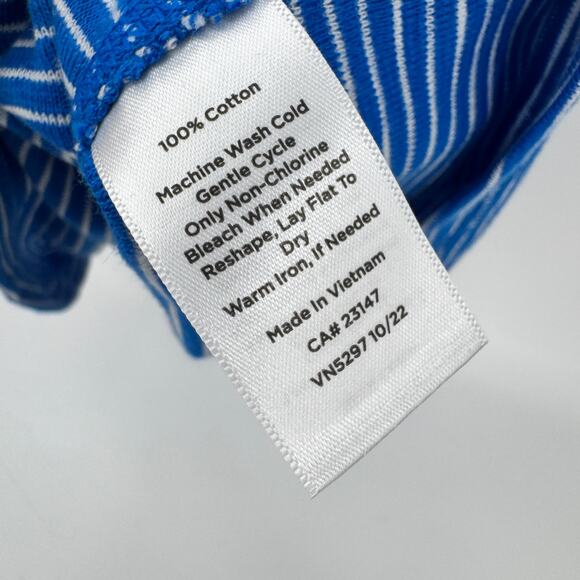 100% Cotton
Machine Wash Cold
Gentle Cycle
Only Non-Chlorine
Bleach When Needed
Reshape, Lay Flat To
Dry
Warm Iron, If Needed
Made In Vietnam
CA# 23147
VN5297 10/22